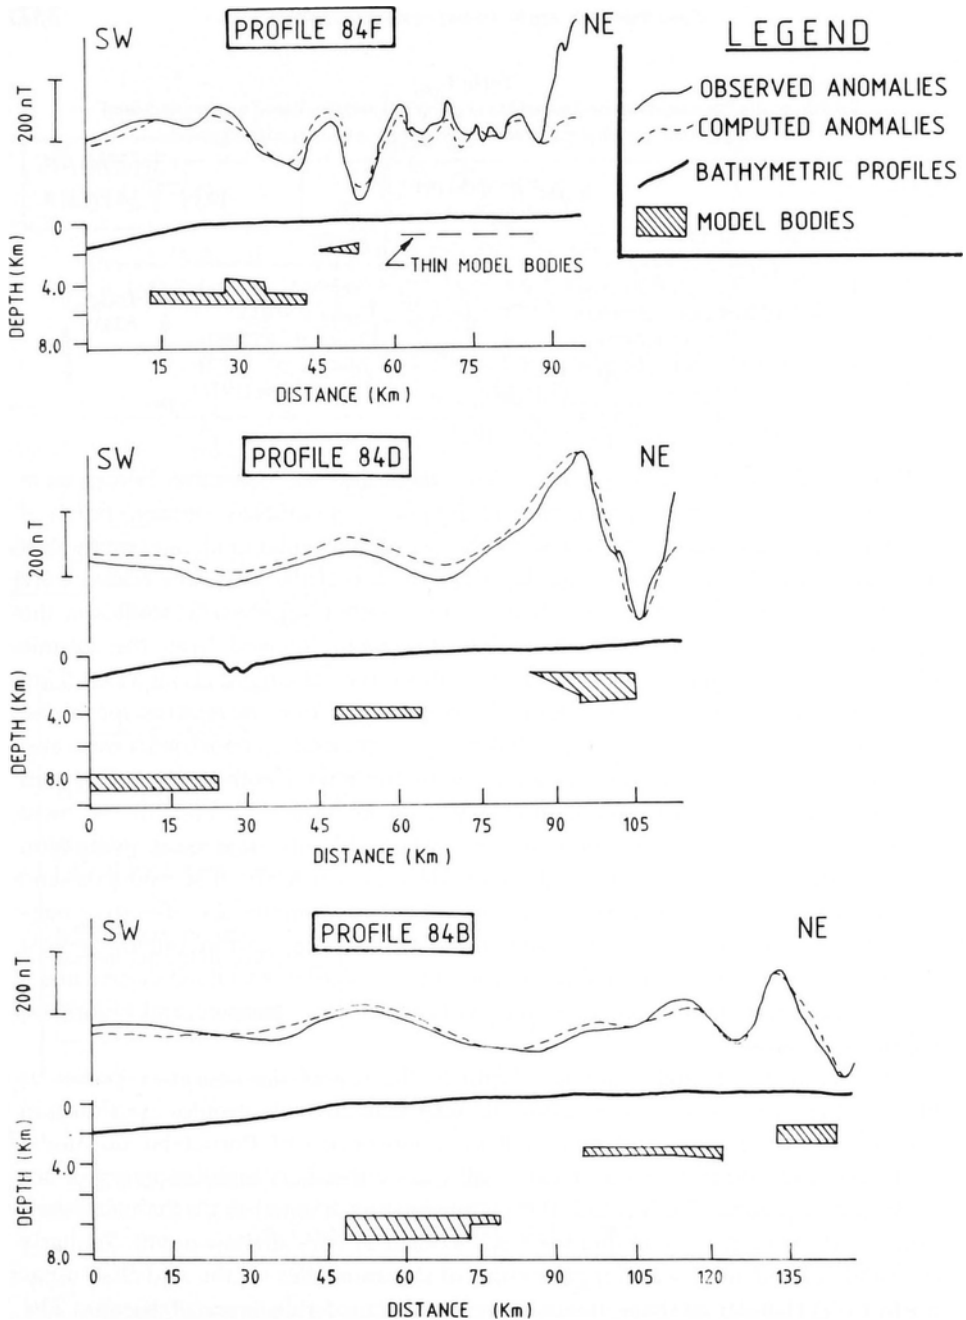 SW
PROFILE 84F
NE
LEGEND
OBSERVED ANOMALIES
COMPUTED ANOMALIES
BATHYMETRIC PROFILES
MODEL BODIES
200 nT
DEPTH (Km)
0
4.0
8.0
THIN MODEL BODIES
15 30 45 60 75 90
DISTANCE (Km)
SW
PROFILE 84D
NE
200 nT
DEPTH (Km)
0
4.0
8.0
0 15 30 45 60 75 90 105
DISTANCE (Km)
SW
PROFILE 84B
NE
200 nT
DEPTH (Km)
0
4.0
8.0
0 15 30 45 60 75 90 105 120 135
DISTANCE (Km)